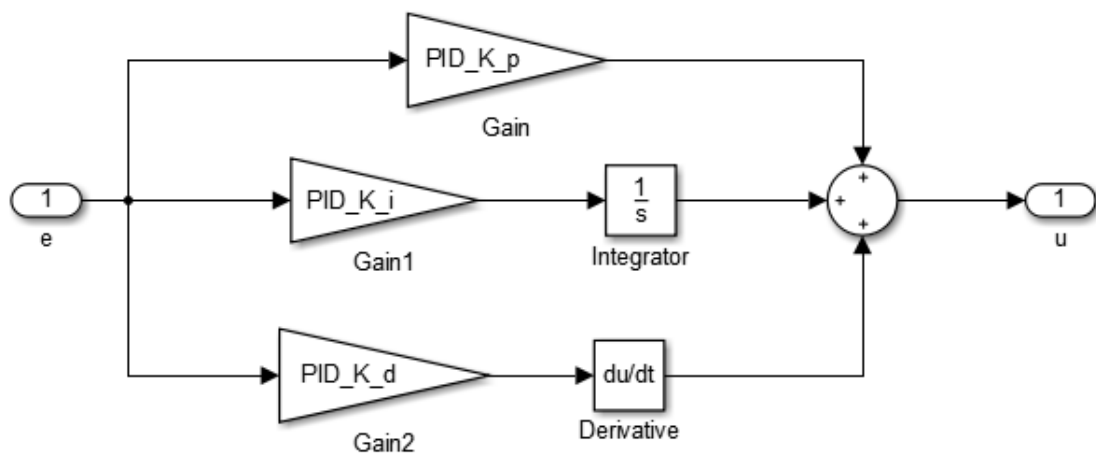 PID_K_p
Gain
1
e
PID_K_i
Gain1
1
s
Integrator
+
+
+
1
u
PID_K_d
Gain2
du/dt
Derivative